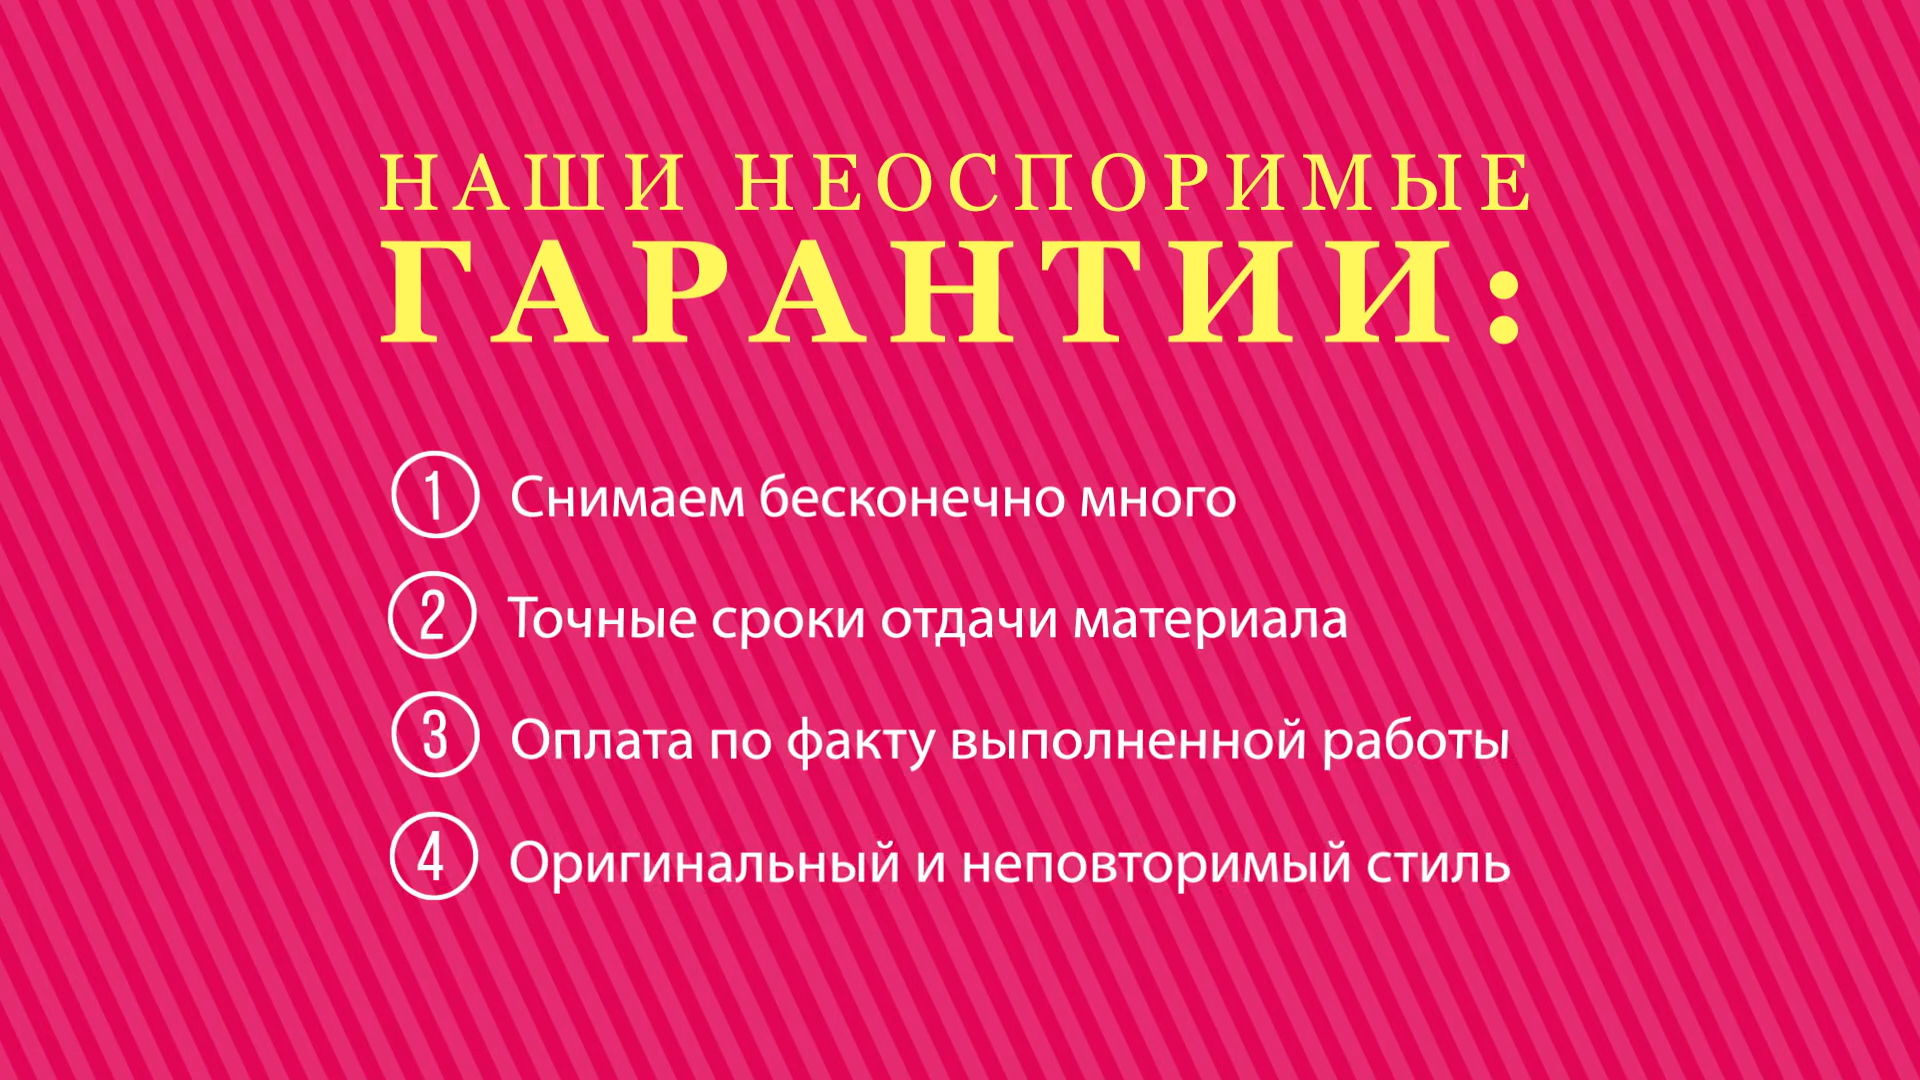 НАШИ НЕОСПОРИМЫЕ
ГАРАНТИИ:
1 Снимаем бесконечно много
2 Точные сроки отдачи материала
3 Оплата по факту выполненной работы
4 Оригинальный и неповторимый стиль